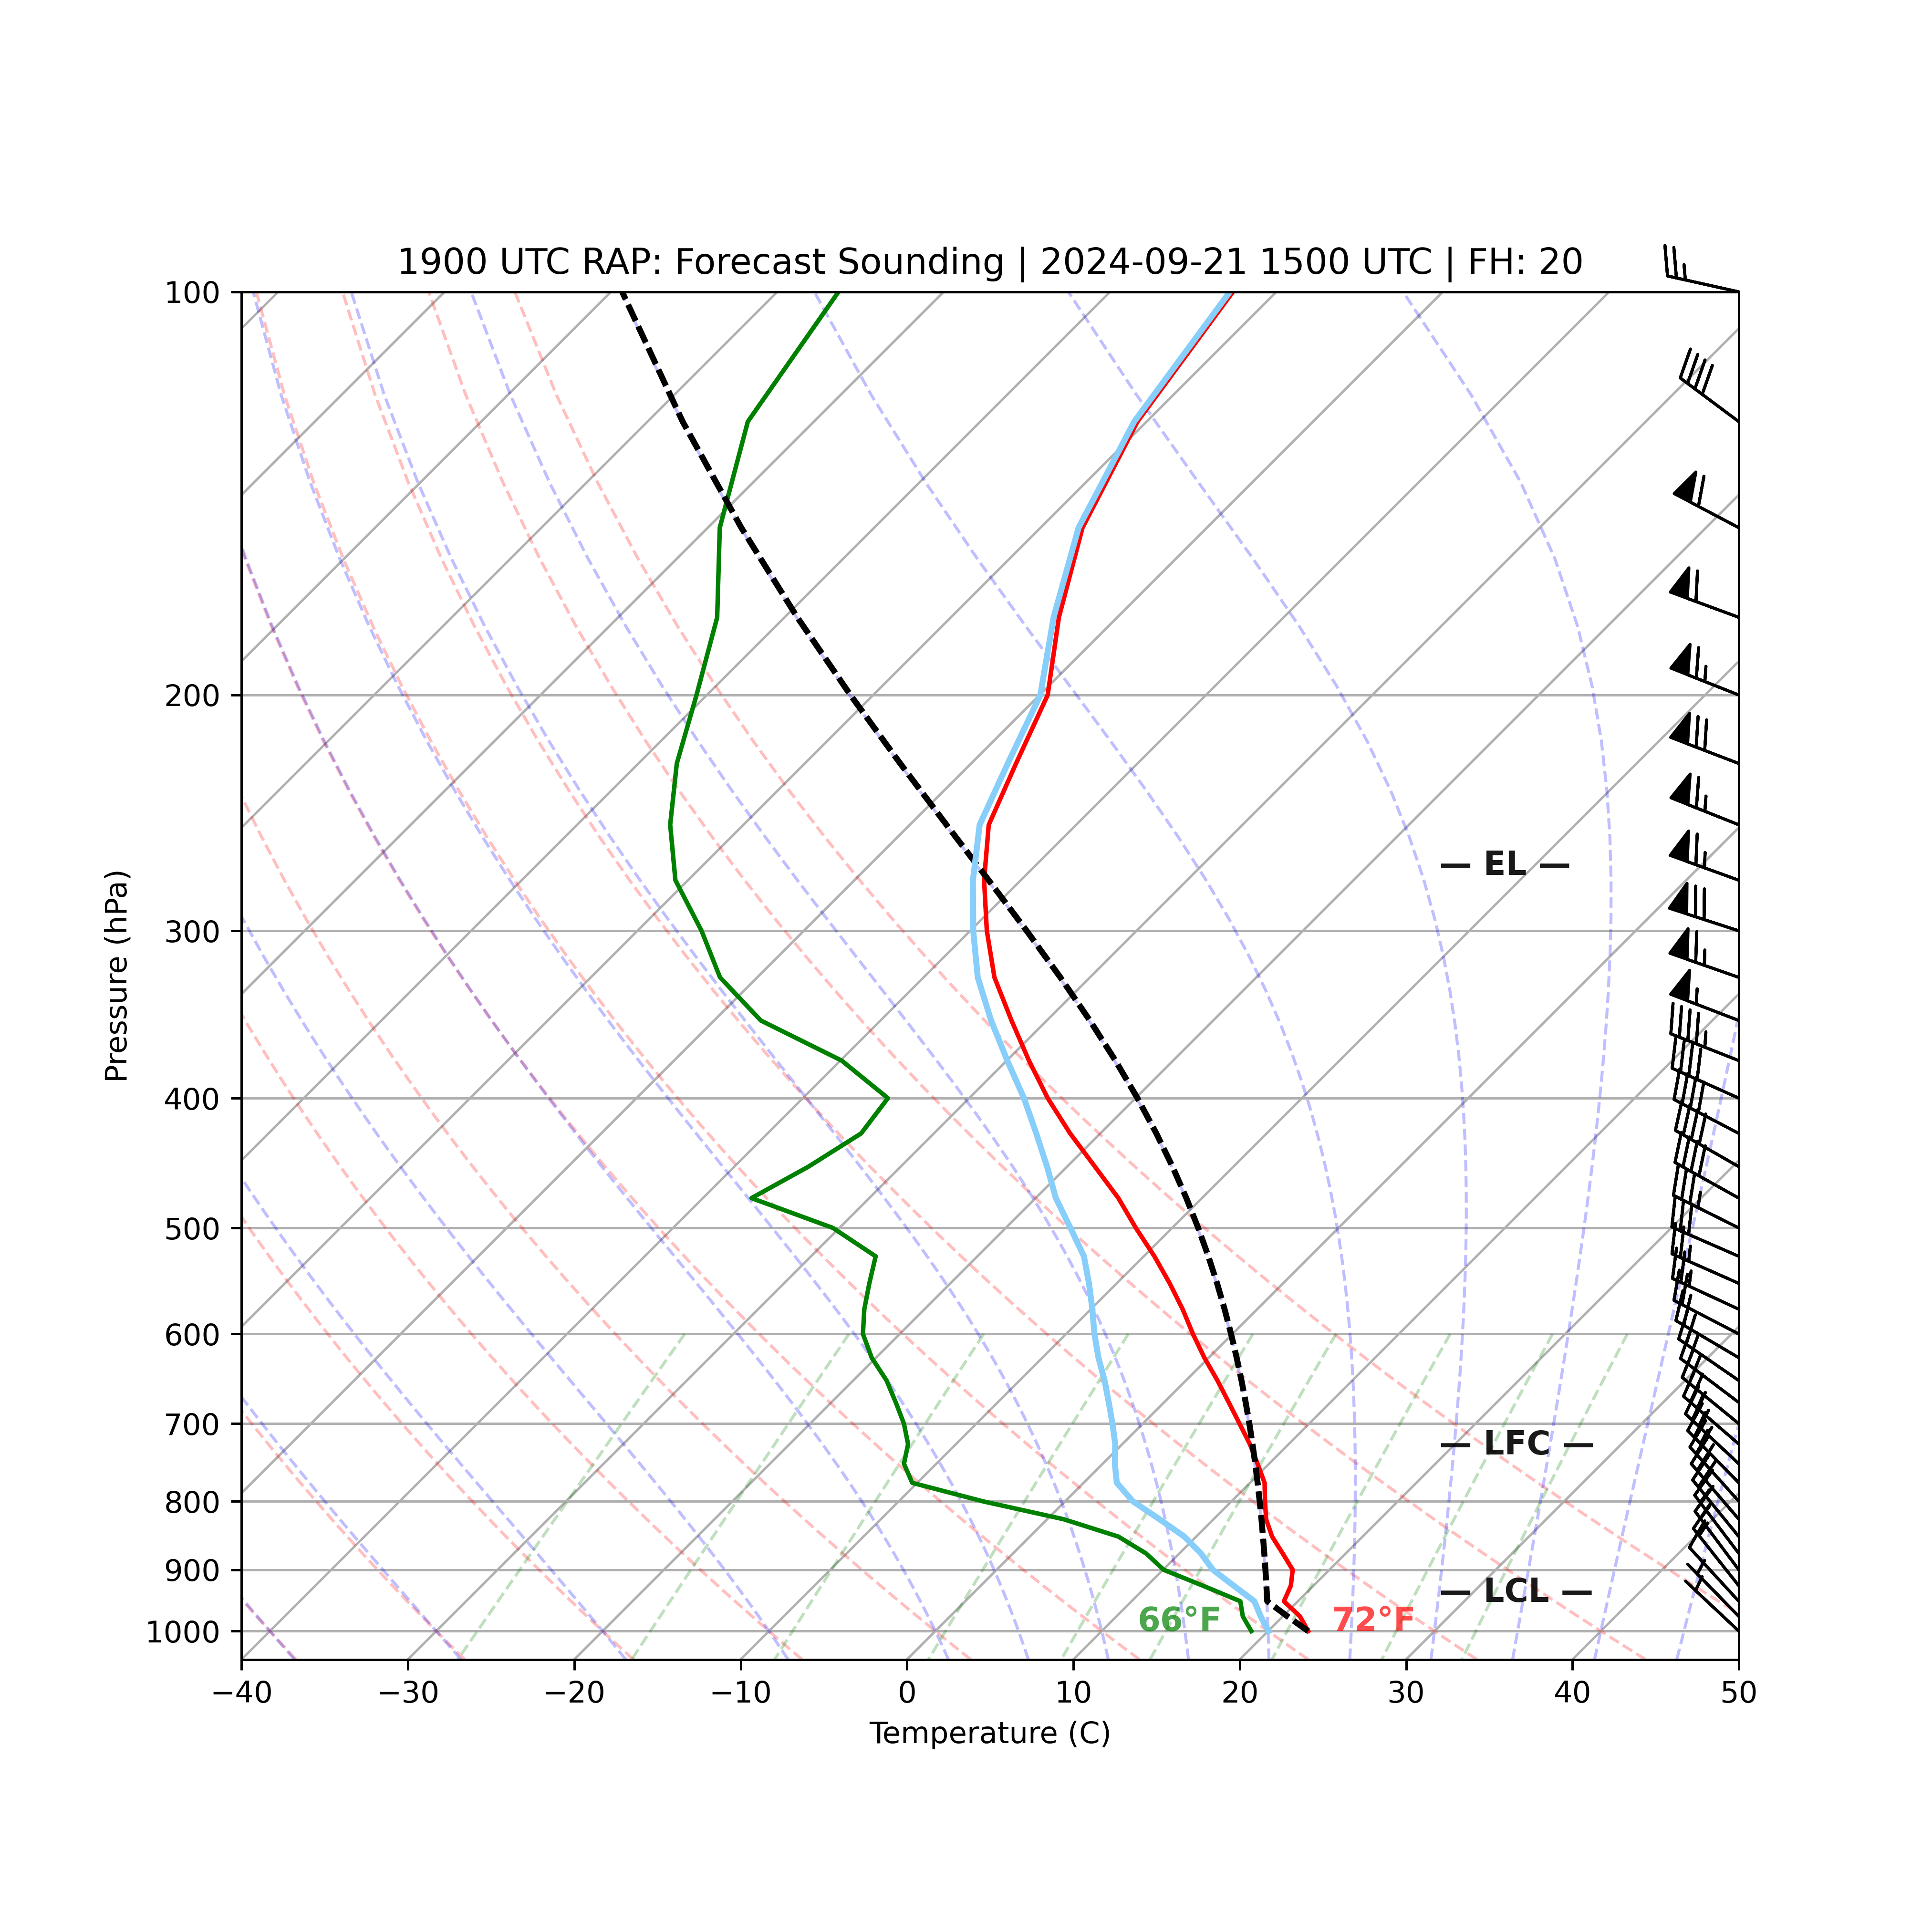 1900 UTC RAP: Forecast Sounding | 2024-09-21 1500 UTC | FH: 20
100
200
300
400
500
600
700
800
900
1000
Pressure (hPa)
— EL —
— LFC —
— LCL —
66°F
72°F
−40 −30 −20 −10 0 10 20 30 40 50
Temperature (C)